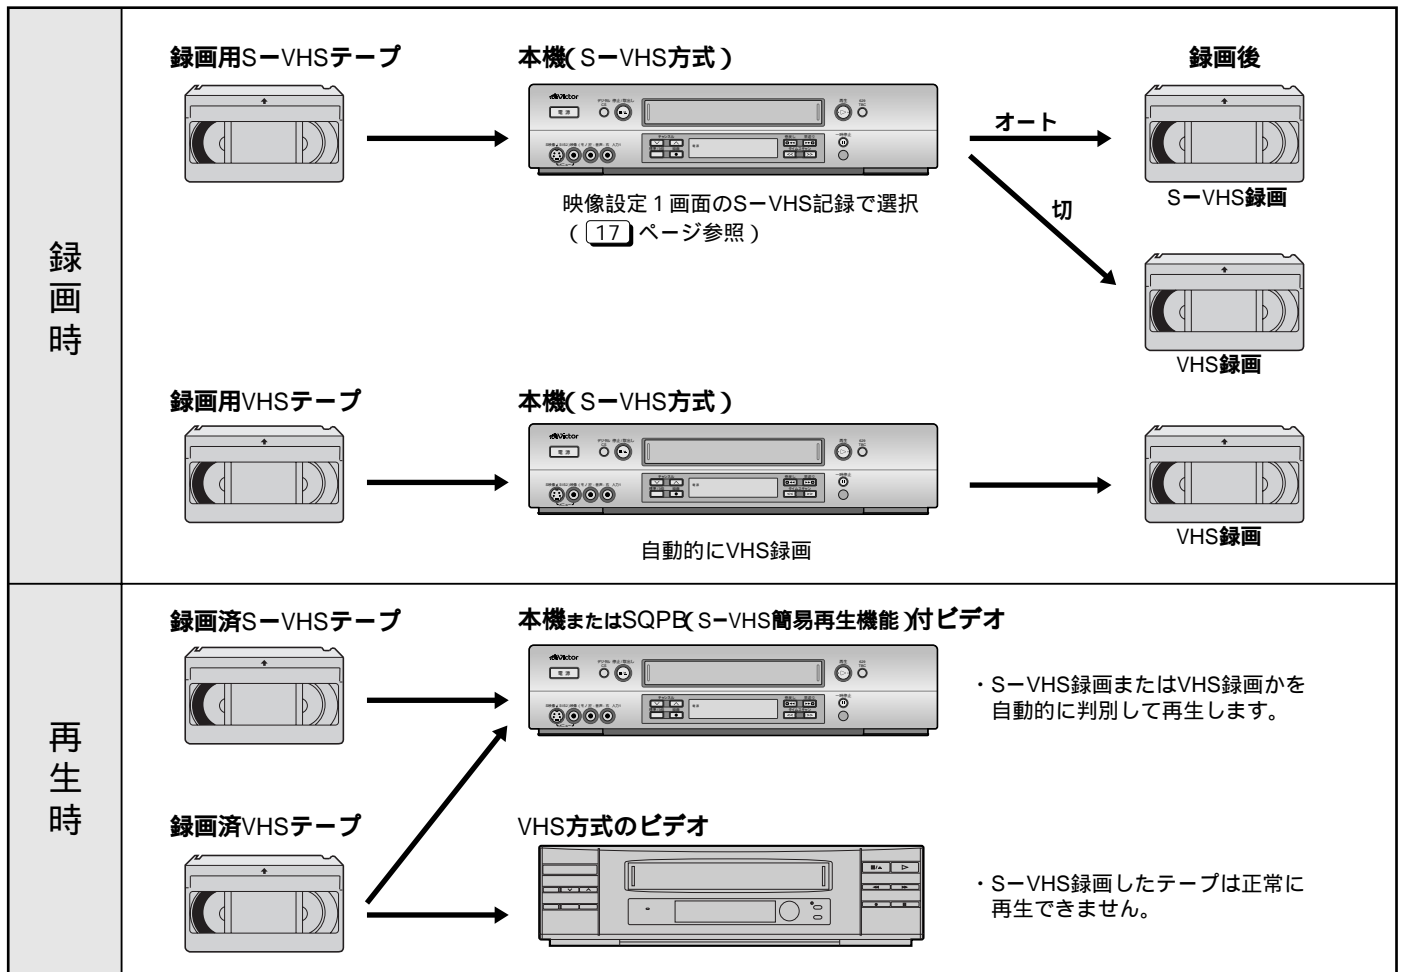 録画時
録画用S−VHSテープ
本機(S−VHS方式)
録画後
Victor
電源
オート
切
S−VHS録画
映像設定1画面のS−VHS記録で選択
(17ページ参照)
VHS録画
録画用VHSテープ
本機(S−VHS方式)
Victor
電源
自動的にVHS録画
VHS録画
再生時
録画済S−VHSテープ
本機またはSQPB(S−VHS簡易再生機能)付ビデオ
Victor
電源
・S−VHS録画またはVHS録画かを
自動的に判別して再生します。
録画済VHSテープ
VHS方式のビデオ
・S−VHS録画したテープは正常に
再生できません。